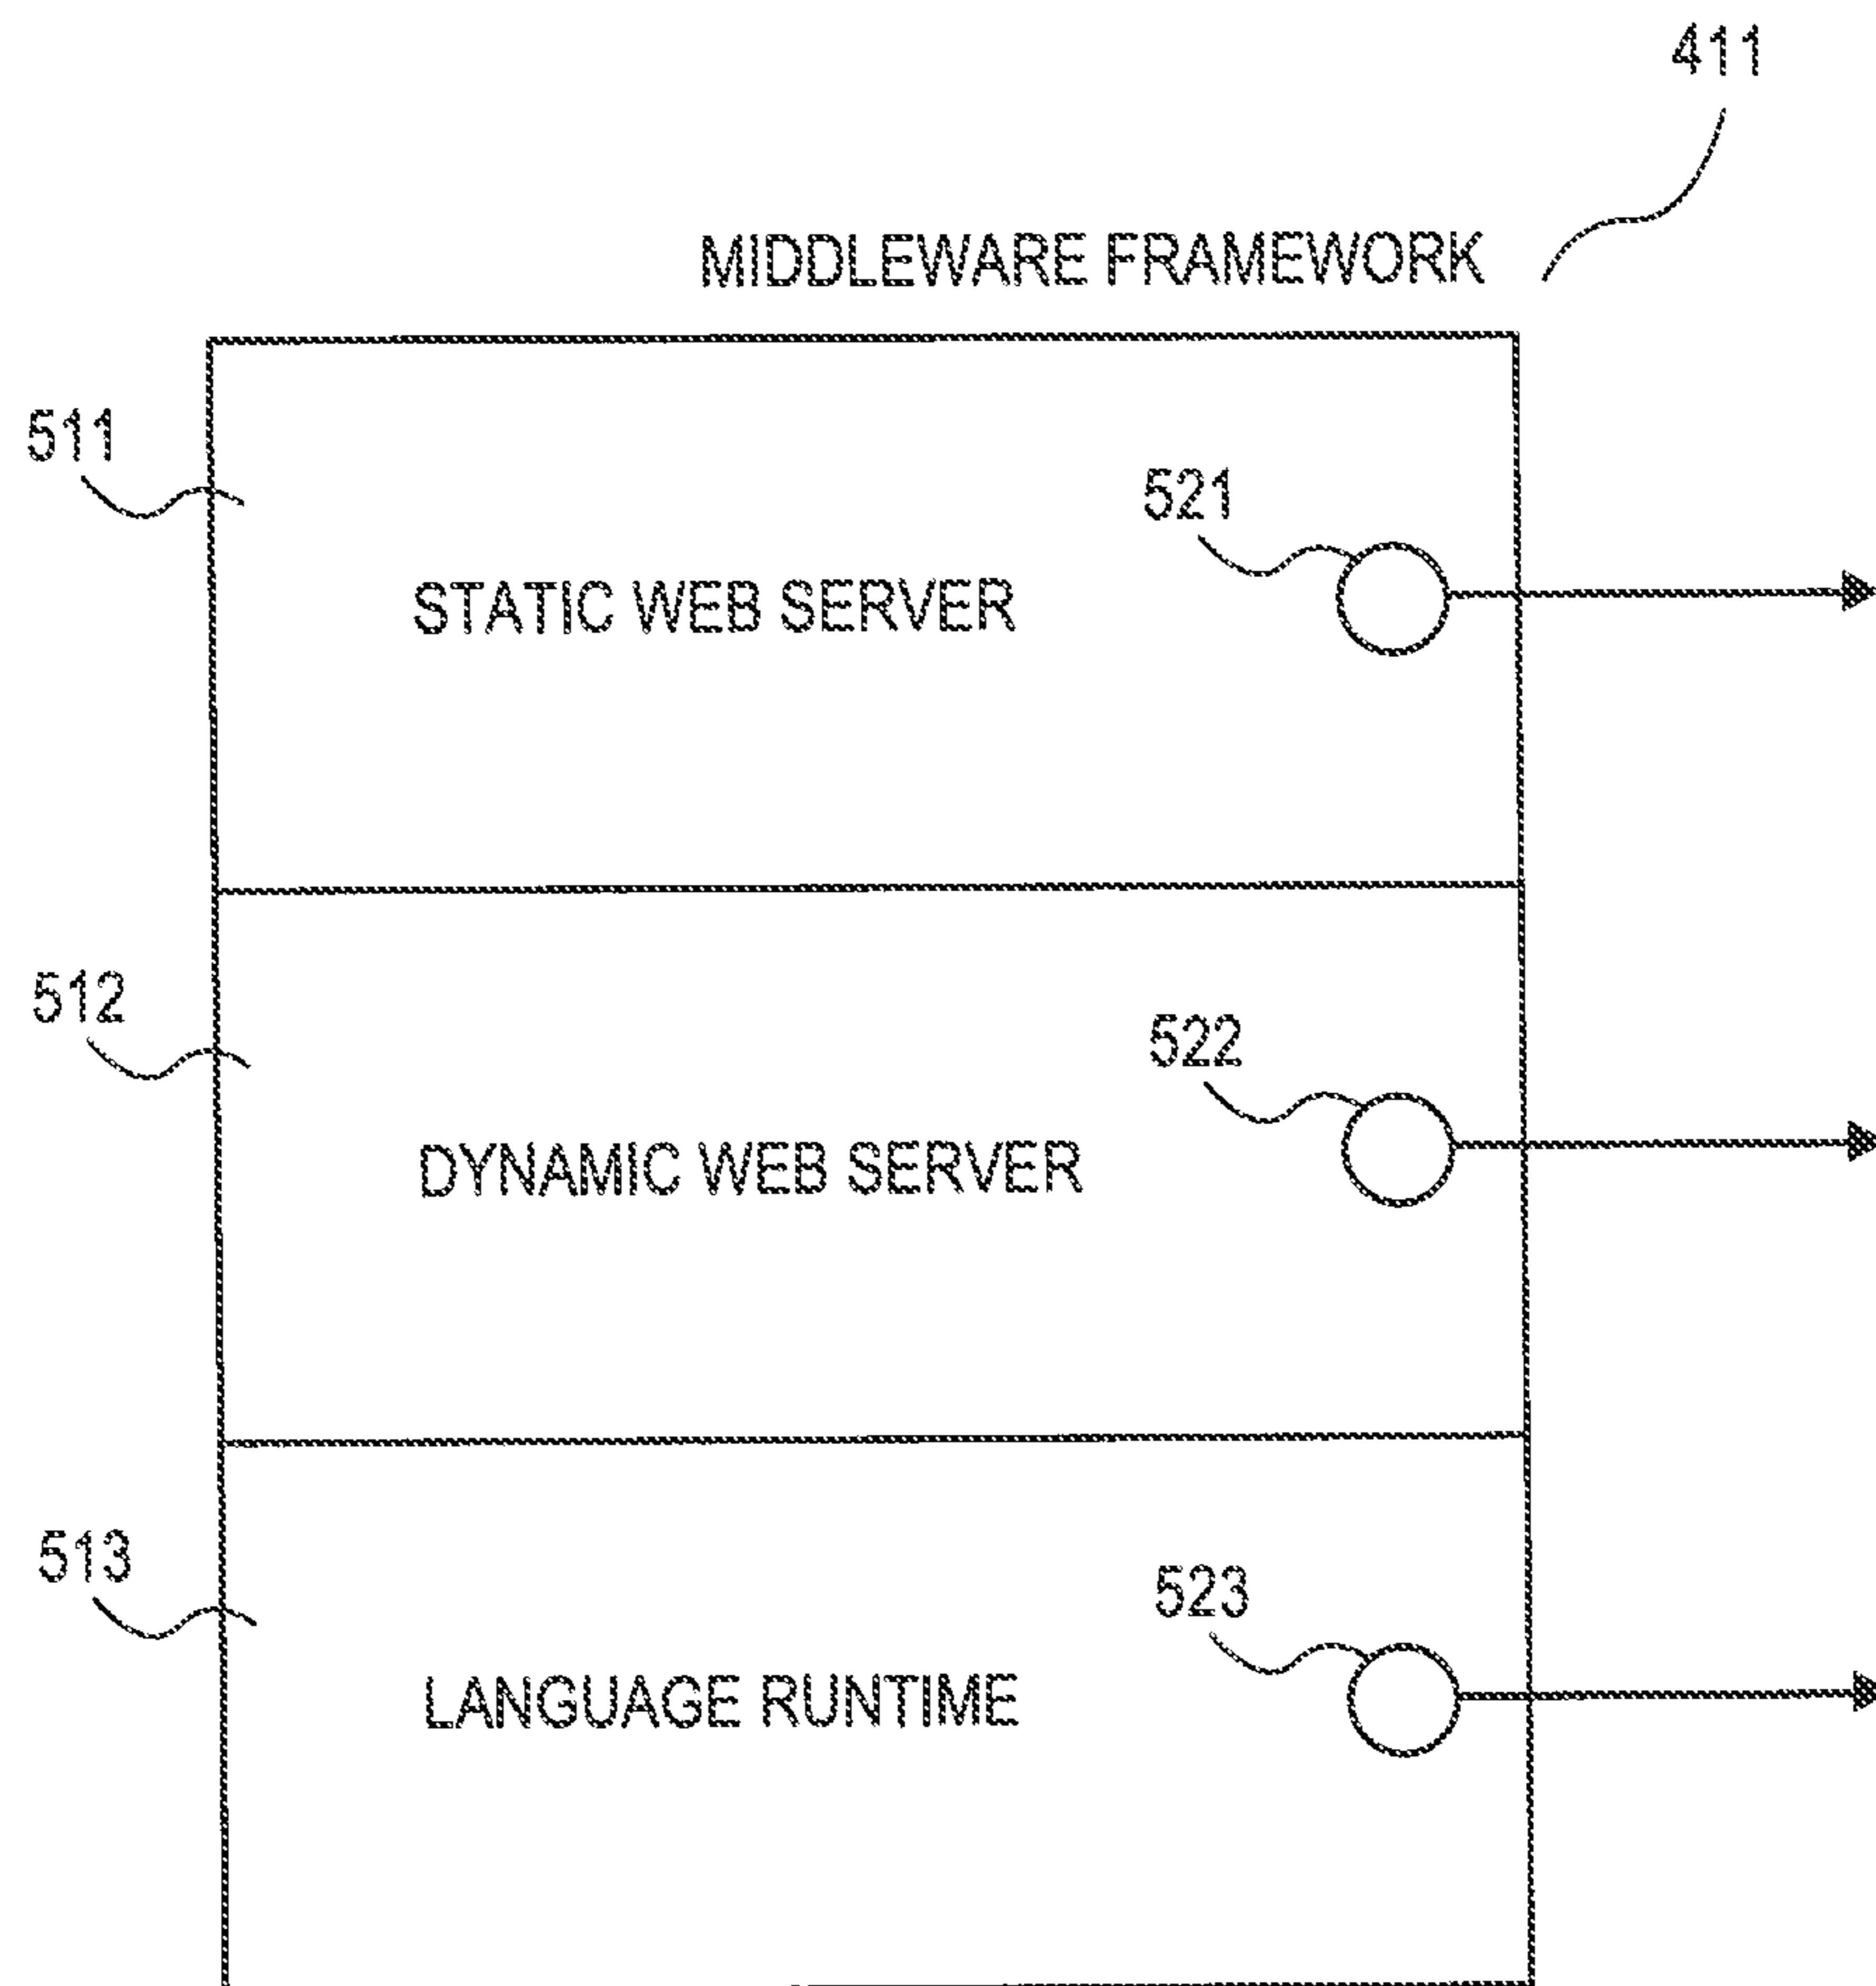 411
MIDDLEWARE FRAMEWORK
511
521
STATIC WEB SERVER
512
522
DYNAMIC WEB SERVER
513
523
LANGUAGE RUNTIME